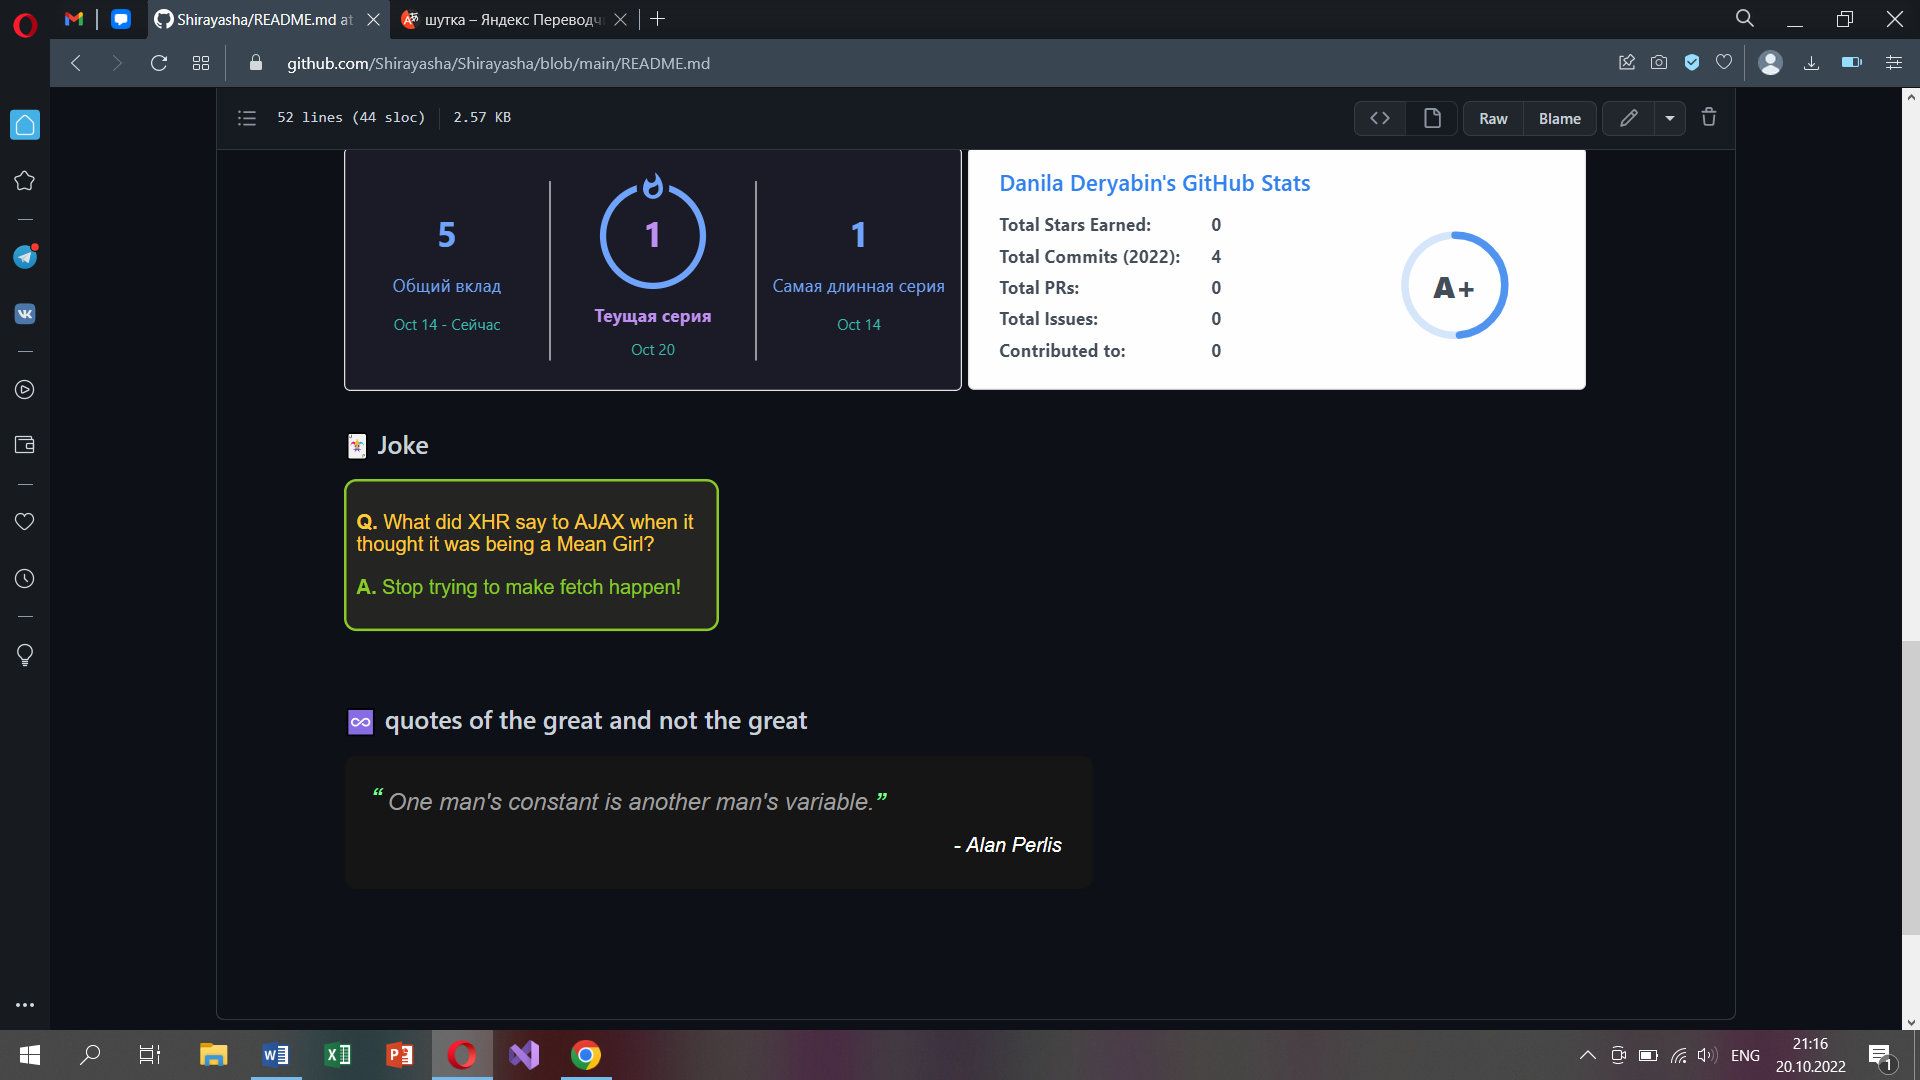 Shirayasha/README.md at
шутка – Яндекс Переводч
github.com/Shirayasha/Shirayasha/blob/main/README.md
52 lines (44 sloc)
2.57 KB
Raw
Blame
5
Общий вклад
Oct 14 - Сейчас
1
Теущая серия
Oct 20
1
Самая длинная серия
Oct 14
Danila Deryabin's GitHub Stats
Total Stars Earned: 0
Total Commits (2022): 4
Total PRs: 0
Total Issues: 0
Contributed to: 0
A+
Joke
Q. What did XHR say to AJAX when it
thought it was being a Mean Girl?
A. Stop trying to make fetch happen!
quotes of the great and not the great
“ One man's constant is another man's variable.”
- Alan Perlis
ENG
21:16
20.10.2022
1